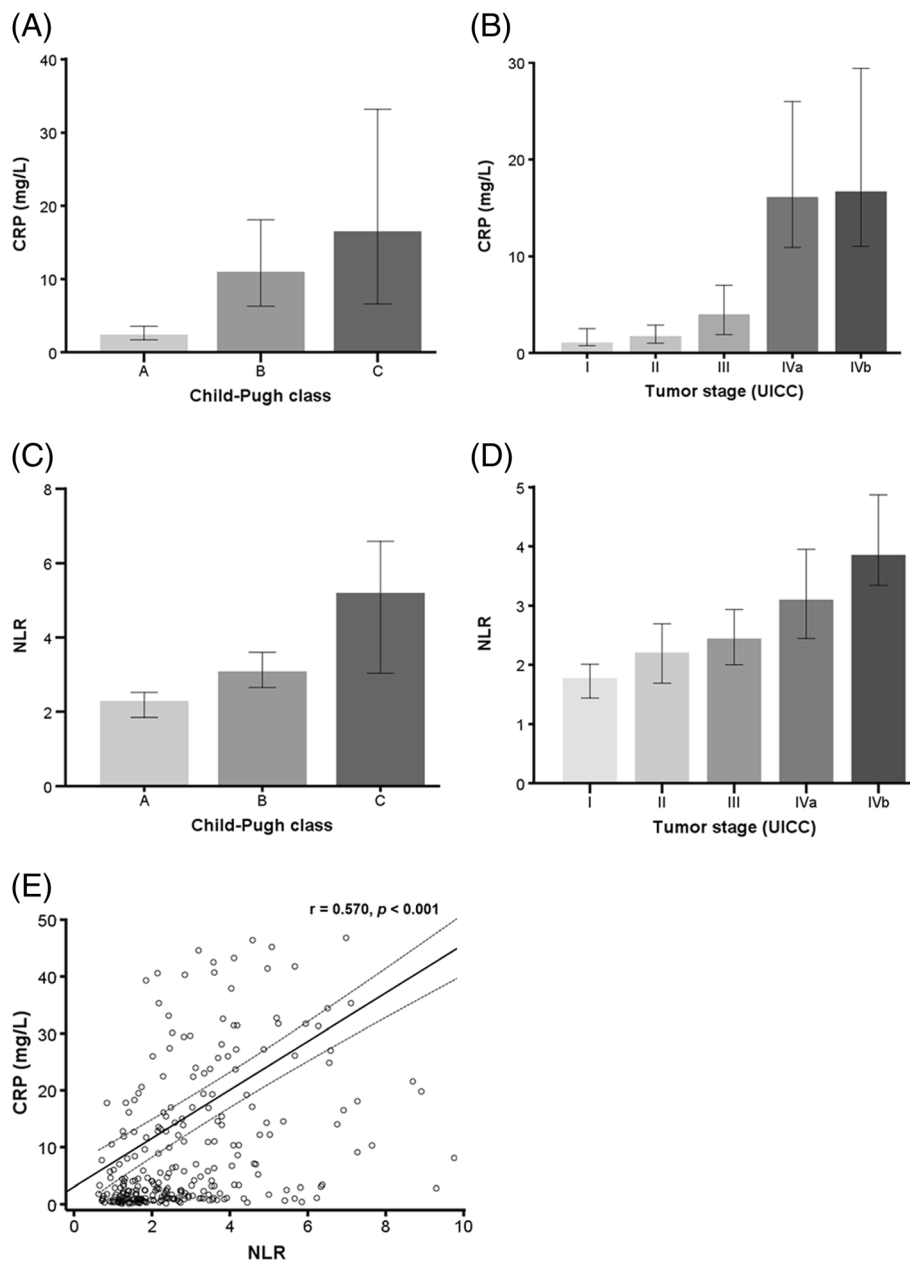 (A)
CRP (mg/L)
40
30
20
10
0
A B C
Child-Pugh class
(B)
CRP (mg/L)
30
20
10
0
I II III IVa IVb
Tumor stage (UICC)
(C)
NLR
8
6
4
2
0
A B C
Child-Pugh class
(D)
NLR
5
4
3
2
1
0
I II III IVa IVb
Tumor stage (UICC)
(E)
r = 0.570, p < 0.001
CRP (mg/L)
50
40
30
20
10
0
0 2 4 6 8 10
NLR